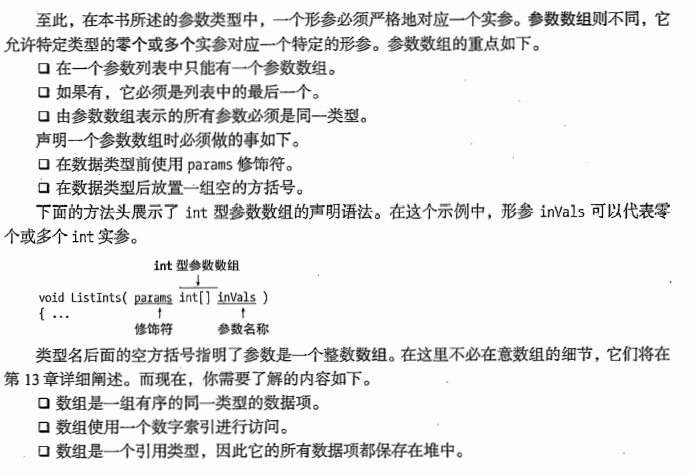 至此，在本书所述的参数类型中，一个形参必须严格地对应一个实参。参数数组则不同，它
允许特定类型的零个或多个实参对应一个特定的形参。参数数组的重点如下。
❑ 在一个参数列表中只能有一个参数数组。
❑ 如果有，它必须是列表中的最后一个。
❑ 由参数数组表示的所有参数必须是同一类型。
声明一个参数数组时必须做的事如下。
❑ 在数据类型前使用 params 修饰符。
❑ 在数据类型后放置一组空的方括号。
下面的方法头展示了 int 型参数数组的声明语法。在这个示例中，形参 inVals 可以代表零
个或多个 int 实参。
int 型参数数组
↓
void ListInts( params int[] inVals )
{ ... ↑ ↑
修饰符 参数名称
类型名后面的空方括号指明了参数是一个整数数组。在这里不必在意数组的细节，它们将在
第 13 章详细阐述。而现在，你需要了解的内容如下。
❑ 数组是一组有序的同一类型的数据项。
❑ 数组使用一个数字索引进行访问。
❑ 数组是一个引用类型，因此它的所有数据项都保存在堆中。